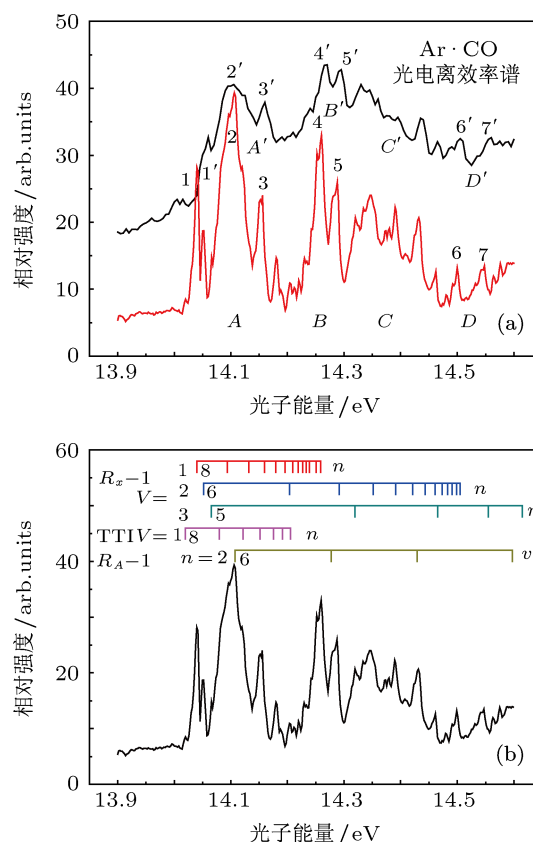 50
40
30
20
10
0
相对强度/arb.units
Ar·CO
光电离效率谱
4′
5′
2′
3′
B′
A′
C′
6′
7′
D′
1
1′
2
3
4
5
6
7
A
B
C
D
(a)
13.9
14.1
14.3
14.5
光子能量/eV
60
40
20
0
相对强度/arb.units
Rx−1
V=
1
8
n
2
6
n
3
5
n
TTIV=1
8
n
RA−1
n=2
6
v
(b)
13.9
14.1
14.3
14.5
光子能量/eV